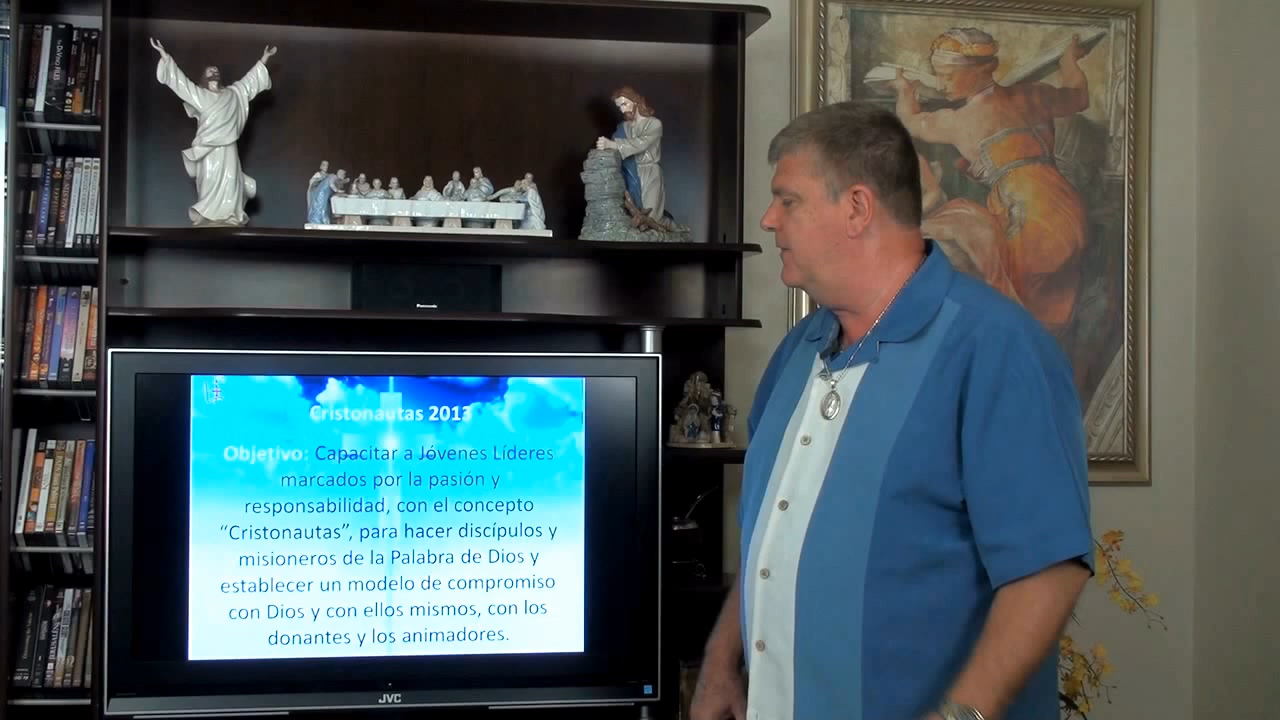 Panasonic
Cristonautas 2013
Objetivo: Capacitar a Jóvenes Líderes
marcados por la pasión y
responsabilidad, con el concepto
“Cristonautas”, para hacer discípulos y
misioneros de la Palabra de Dios y
establecer un modelo de compromiso
con Dios y con ellos mismos, con los
donantes y los animadores.
JVC